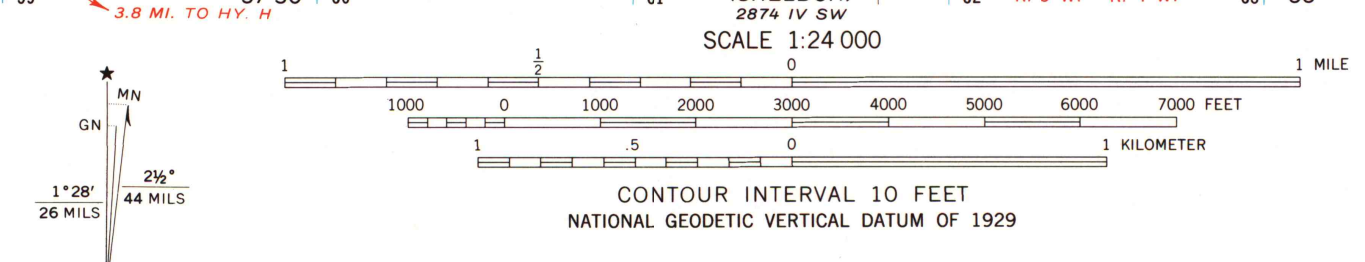 3.8 MI. TO HY. H
2874 IV SW
SCALE 1:24 000
1 ½ 0 1 MILE
1000 0 1000 2000 3000 4000 5000 6000 7000 FEET
1 .5 0 1 KILOMETER
CONTOUR INTERVAL 10 FEET
NATIONAL GEODETIC VERTICAL DATUM OF 1929
MN
GN
1°28'
26 MILS
2½°
44 MILS